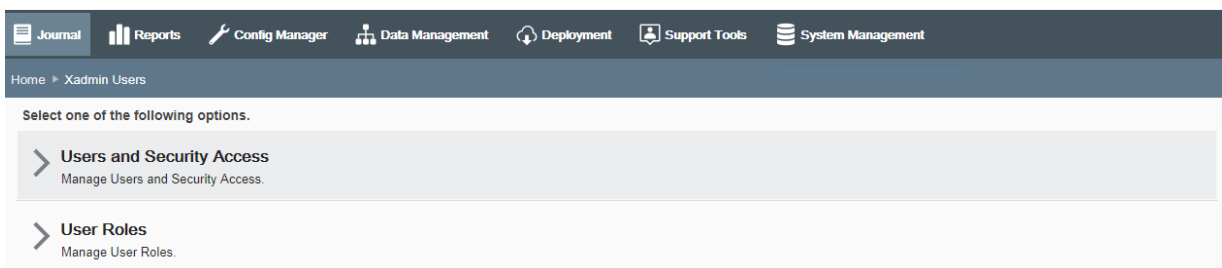 Journal Reports Config Manager Data Management Deployment Support Tools System Management
Home Xadmin Users
Select one of the following options.
Users and Security Access
Manage Users and Security Access.
User Roles
Manage User Roles.